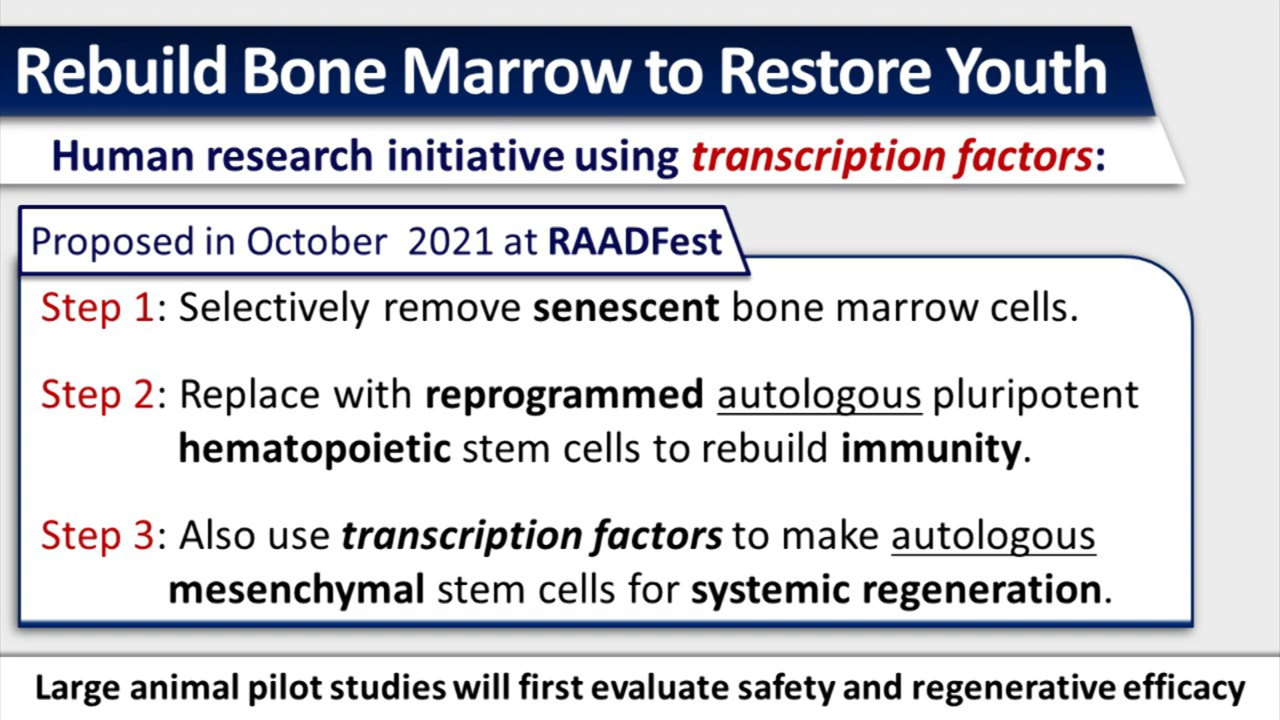 Rebuild Bone Marrow to Restore Youth
Human research initiative using transcription factors:
Proposed in October 2021 at RAADFest
Step 1: Selectively remove senescent bone marrow cells.
Step 2: Replace with reprogrammed autologous pluripotent
hematopoietic stem cells to rebuild immunity.
Step 3: Also use transcription factors to make autologous
mesenchymal stem cells for systemic regeneration.
Large animal pilot studies will first evaluate safety and regenerative efficacy